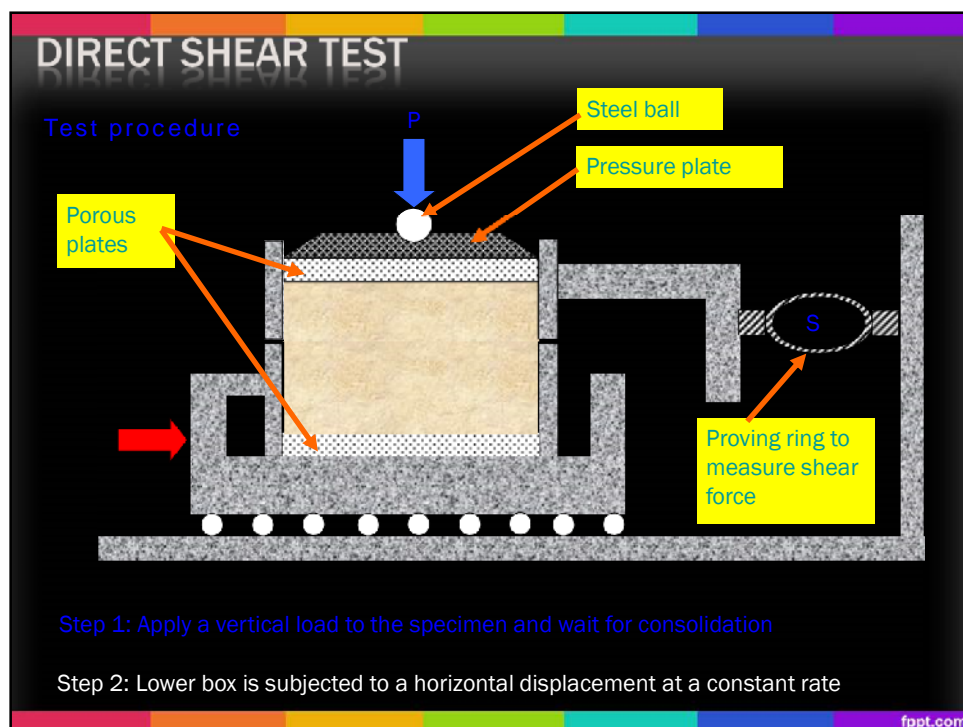 DIRECT SHEAR TEST
Test procedure
P
Steel ball
Pressure plate
Porous
plates
S
Proving ring to
measure shear
force
Step 1: Apply a vertical load to the specimen and wait for consolidation
Step 2: Lower box is subjected to a horizontal displacement at a constant rate
fppt.com